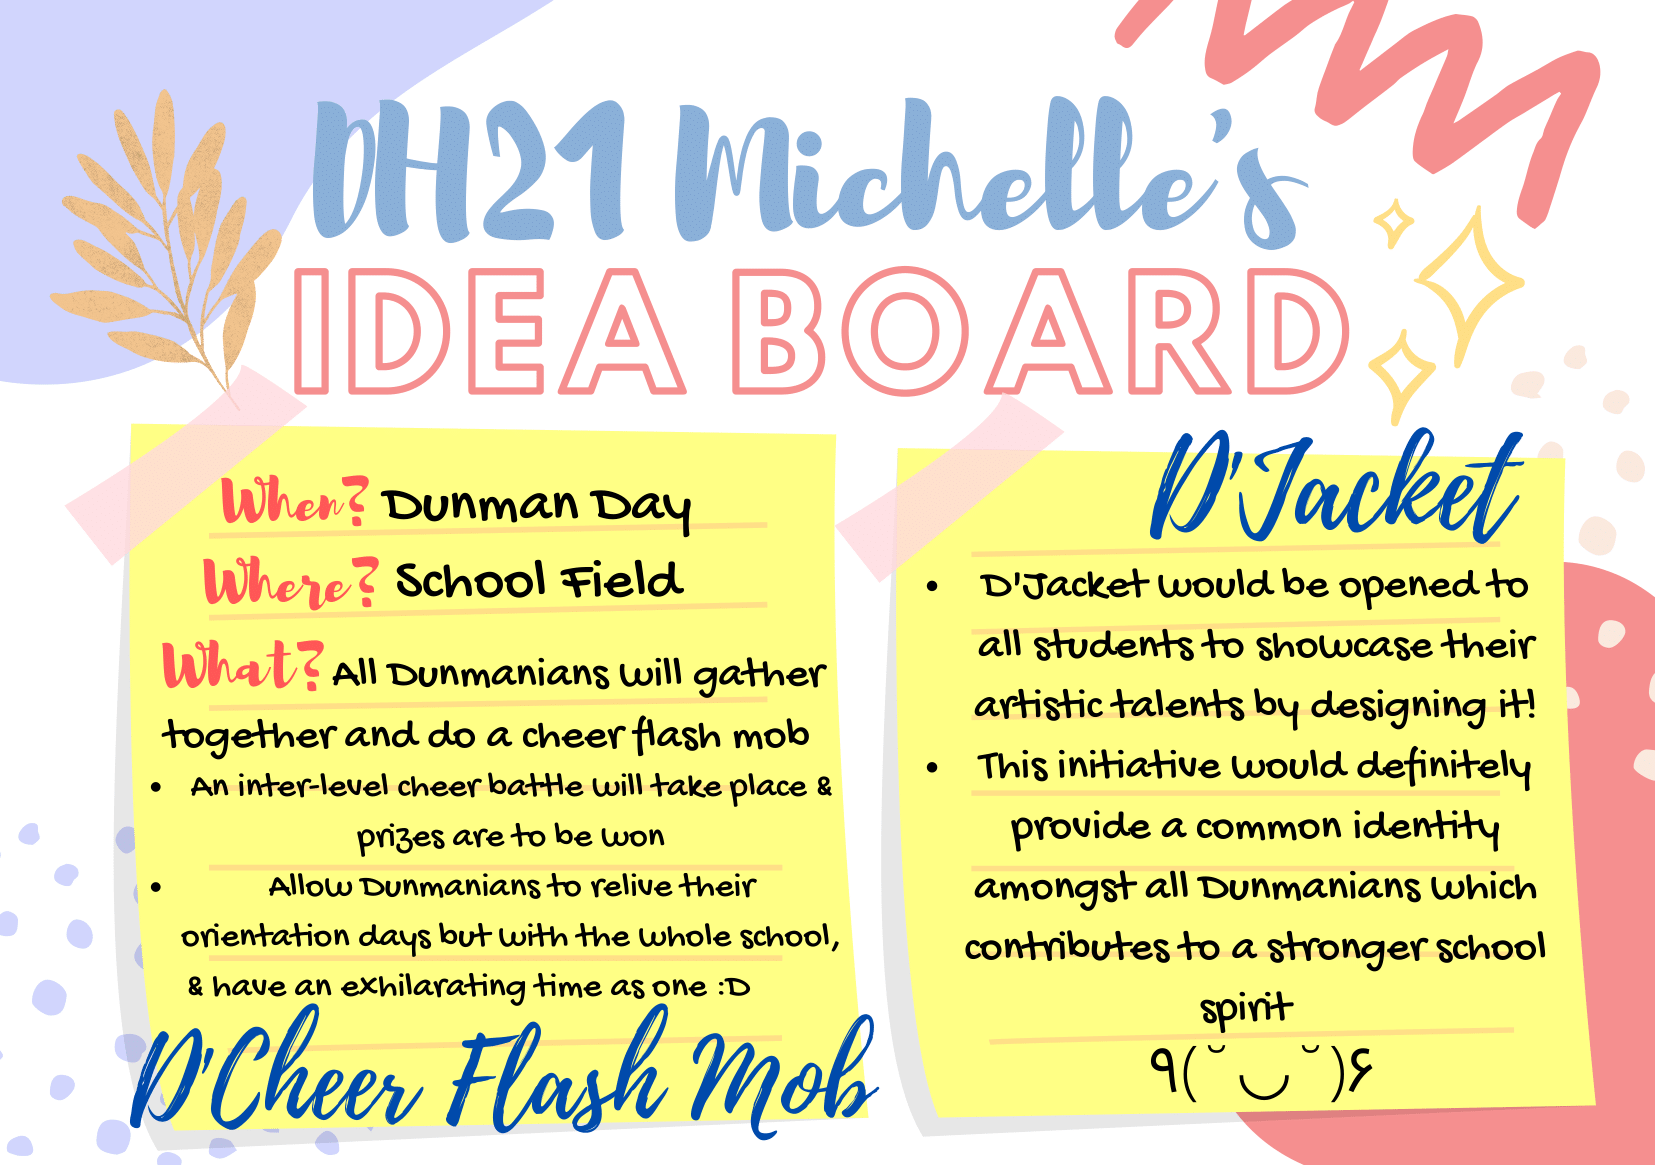 DH21 Michelle's
IDEA BOARD
When? Dunman Day
Where? School Field
What? All Dunmanians will gather
together and do a cheer flash mob
• An inter-level cheer battle will take place &
prizes are to be won
• Allow Dunmanians to relive their
orientation days but with the whole school,
& have an exhilarating time as one :D
D'Cheer Flash Mob
D'Jacket
• D'Jacket would be opened to
all students to showcase their
artistic talents by designing it!
• This initiative would definitely
provide a common identity
amongst all Dunmanians which
contributes to a stronger school
spirit
٩(˘◡˘)۶